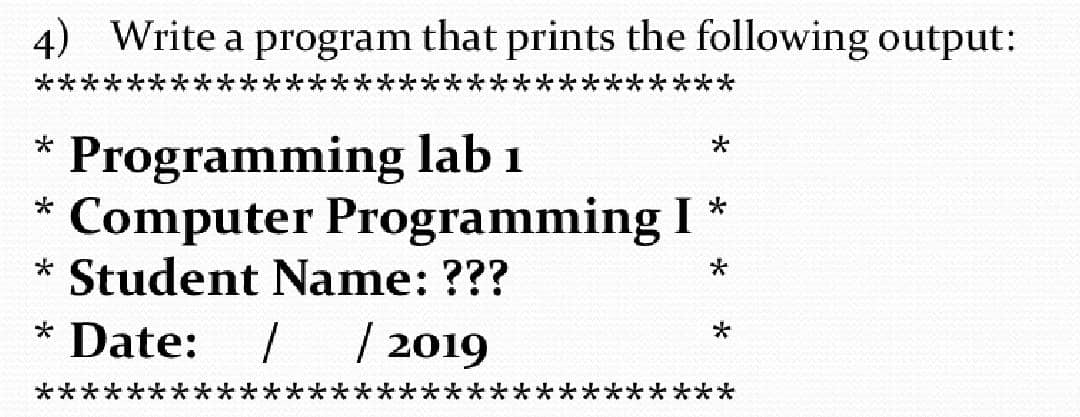 4) Write a program that prints the following output:
*******************************
* Programming lab 1 *
* Computer Programming I *
* Student Name: ??? *
* Date: / / 2019 *
*******************************